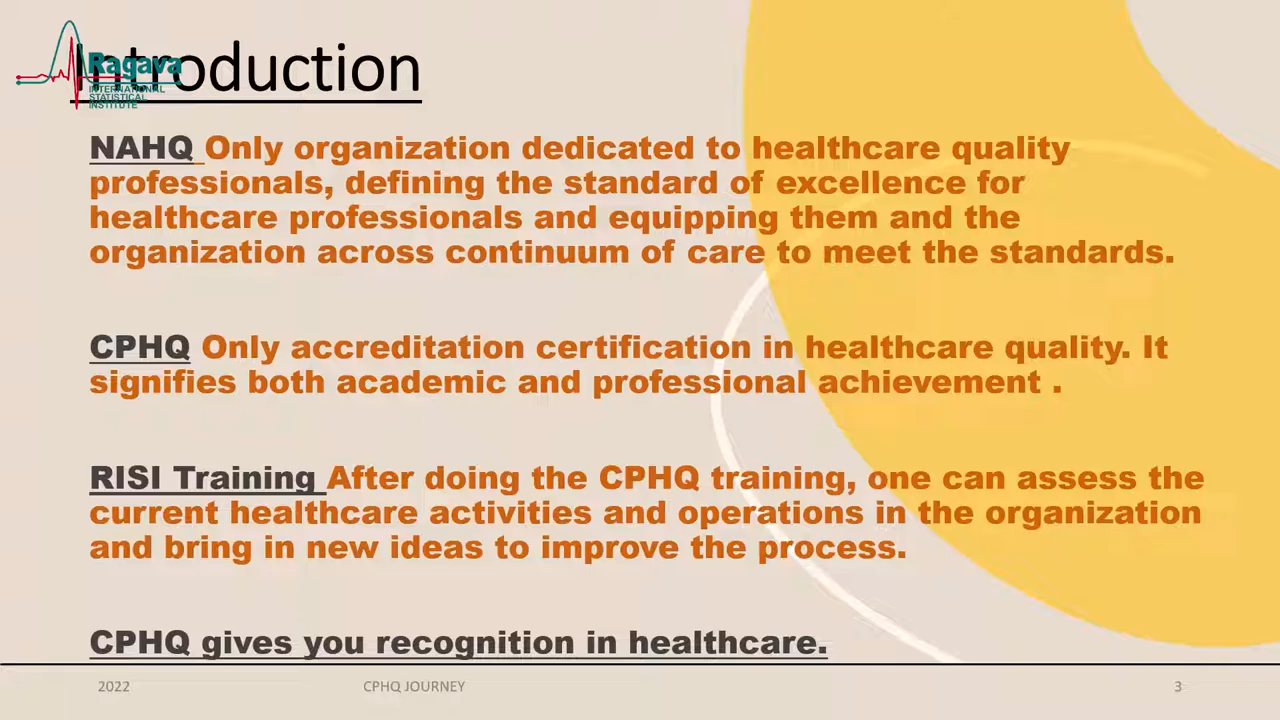 Introduction
Ragava
INTERNATIONAL
STATISTICAL
INSTITUTE
NAHQ Only organization dedicated to healthcare quality
professionals, defining the standard of excellence for
healthcare professionals and equipping them and the
organization across continuum of care to meet the standards.
CPHQ Only accreditation certification in healthcare quality. It
signifies both academic and professional achievement .
RISI Training After doing the CPHQ training, one can assess the
current healthcare activities and operations in the organization
and bring in new ideas to improve the process.
CPHQ gives you recognition in healthcare.
2022 CPHQ JOURNEY 3